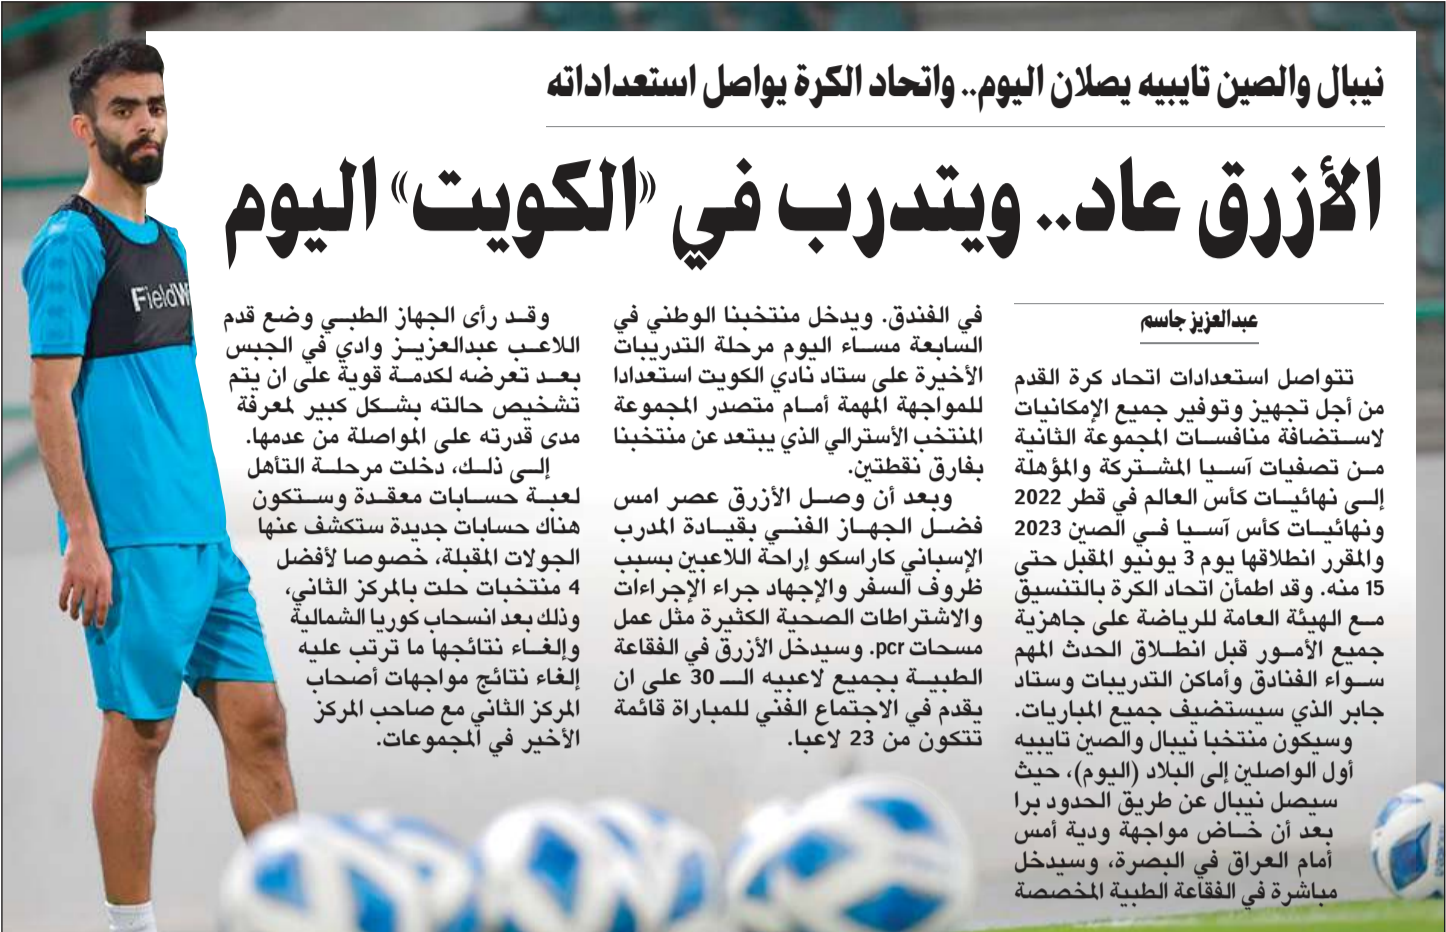 نيبال والصين تايبيه يصلان اليوم.. واتحاد الكرة يواصل استعداداته
الأزرق عاد.. ويتدرب في «الكويت» اليوم
عبدالعزيز جاسم
تتواصل استعدادات اتحاد كرة القدم
من أجل تجهيز وتوفير جميع الإمكانيات
لاستضافة منافسات المجموعة الثانية
من تصفيات آسيا المشتركة والمؤهلة
إلى نهائيات كأس العالم في قطر 2022
ونهائيات كأس آسيا في الصين 2023
والمقرر انطلاقها يوم 3 يونيو المقبل حتى
15 منه. وقد اطمأن اتحاد الكرة بالتنسيق
مع الهيئة العامة للرياضة على جاهزية
جميع الأمور قبل انطلاق الحدث المهم
سواء الفنادق وأماكن التدريبات وستاد
جابر الذي سيستضيف جميع المباريات.
وسيكون منتخبا نيبال والصين تايبيه
أول الواصلين إلى البلاد (اليوم)، حيث
سيصل نيبال عن طريق الحدود برا
بعد أن خاض مواجهة ودية أمس
أمام العراق في البصرة، وسيدخل
مباشرة في الفقاعة الطبية المخصصة
في الفندق. ويدخل منتخبنا الوطني في
السابعة مساء اليوم مرحلة التدريبات
الأخيرة على ستاد نادي الكويت استعدادا
للمواجهة المهمة أمام متصدر المجموعة
المنتخب الأسترالي الذي يبتعد عن منتخبنا
بفارق نقطتين.
وبعد أن وصل الأزرق عصر امس
فضل الجهاز الفني بقيادة المدرب
الإسباني كاراسكو إراحة اللاعبين بسبب
ظروف السفر والإجهاد جراء الإجراءات
والاشتراطات الصحية الكثيرة مثل عمل
مسحات pcr. وسيدخل الأزرق في الفقاعة
الطبية بجميع لاعبيه الـ 30 على ان
يقدم في الاجتماع الفني للمباراة قائمة
تتكون من 23 لاعبا.
وقد رأى الجهاز الطبي وضع قدم
اللاعب عبدالعزيز وادي في الجبس
بعد تعرضه لكدمة قوية على ان يتم
تشخيص حالته بشكل كبير لمعرفة
مدى قدرته على المواصلة من عدمها.
إلى ذلك، دخلت مرحلة التأهل
لعبة حسابات معقدة وستكون
هناك حسابات جديدة ستكشف عنها
الجولات المقبلة، خصوصا لأفضل
4 منتخبات حلت بالمركز الثاني،
وذلك بعد انسحاب كوريا الشمالية
وإلغاء نتائجها ما ترتب عليه
إلغاء نتائج مواجهات أصحاب
المركز الثاني مع صاحب المركز
الأخير في المجموعات.